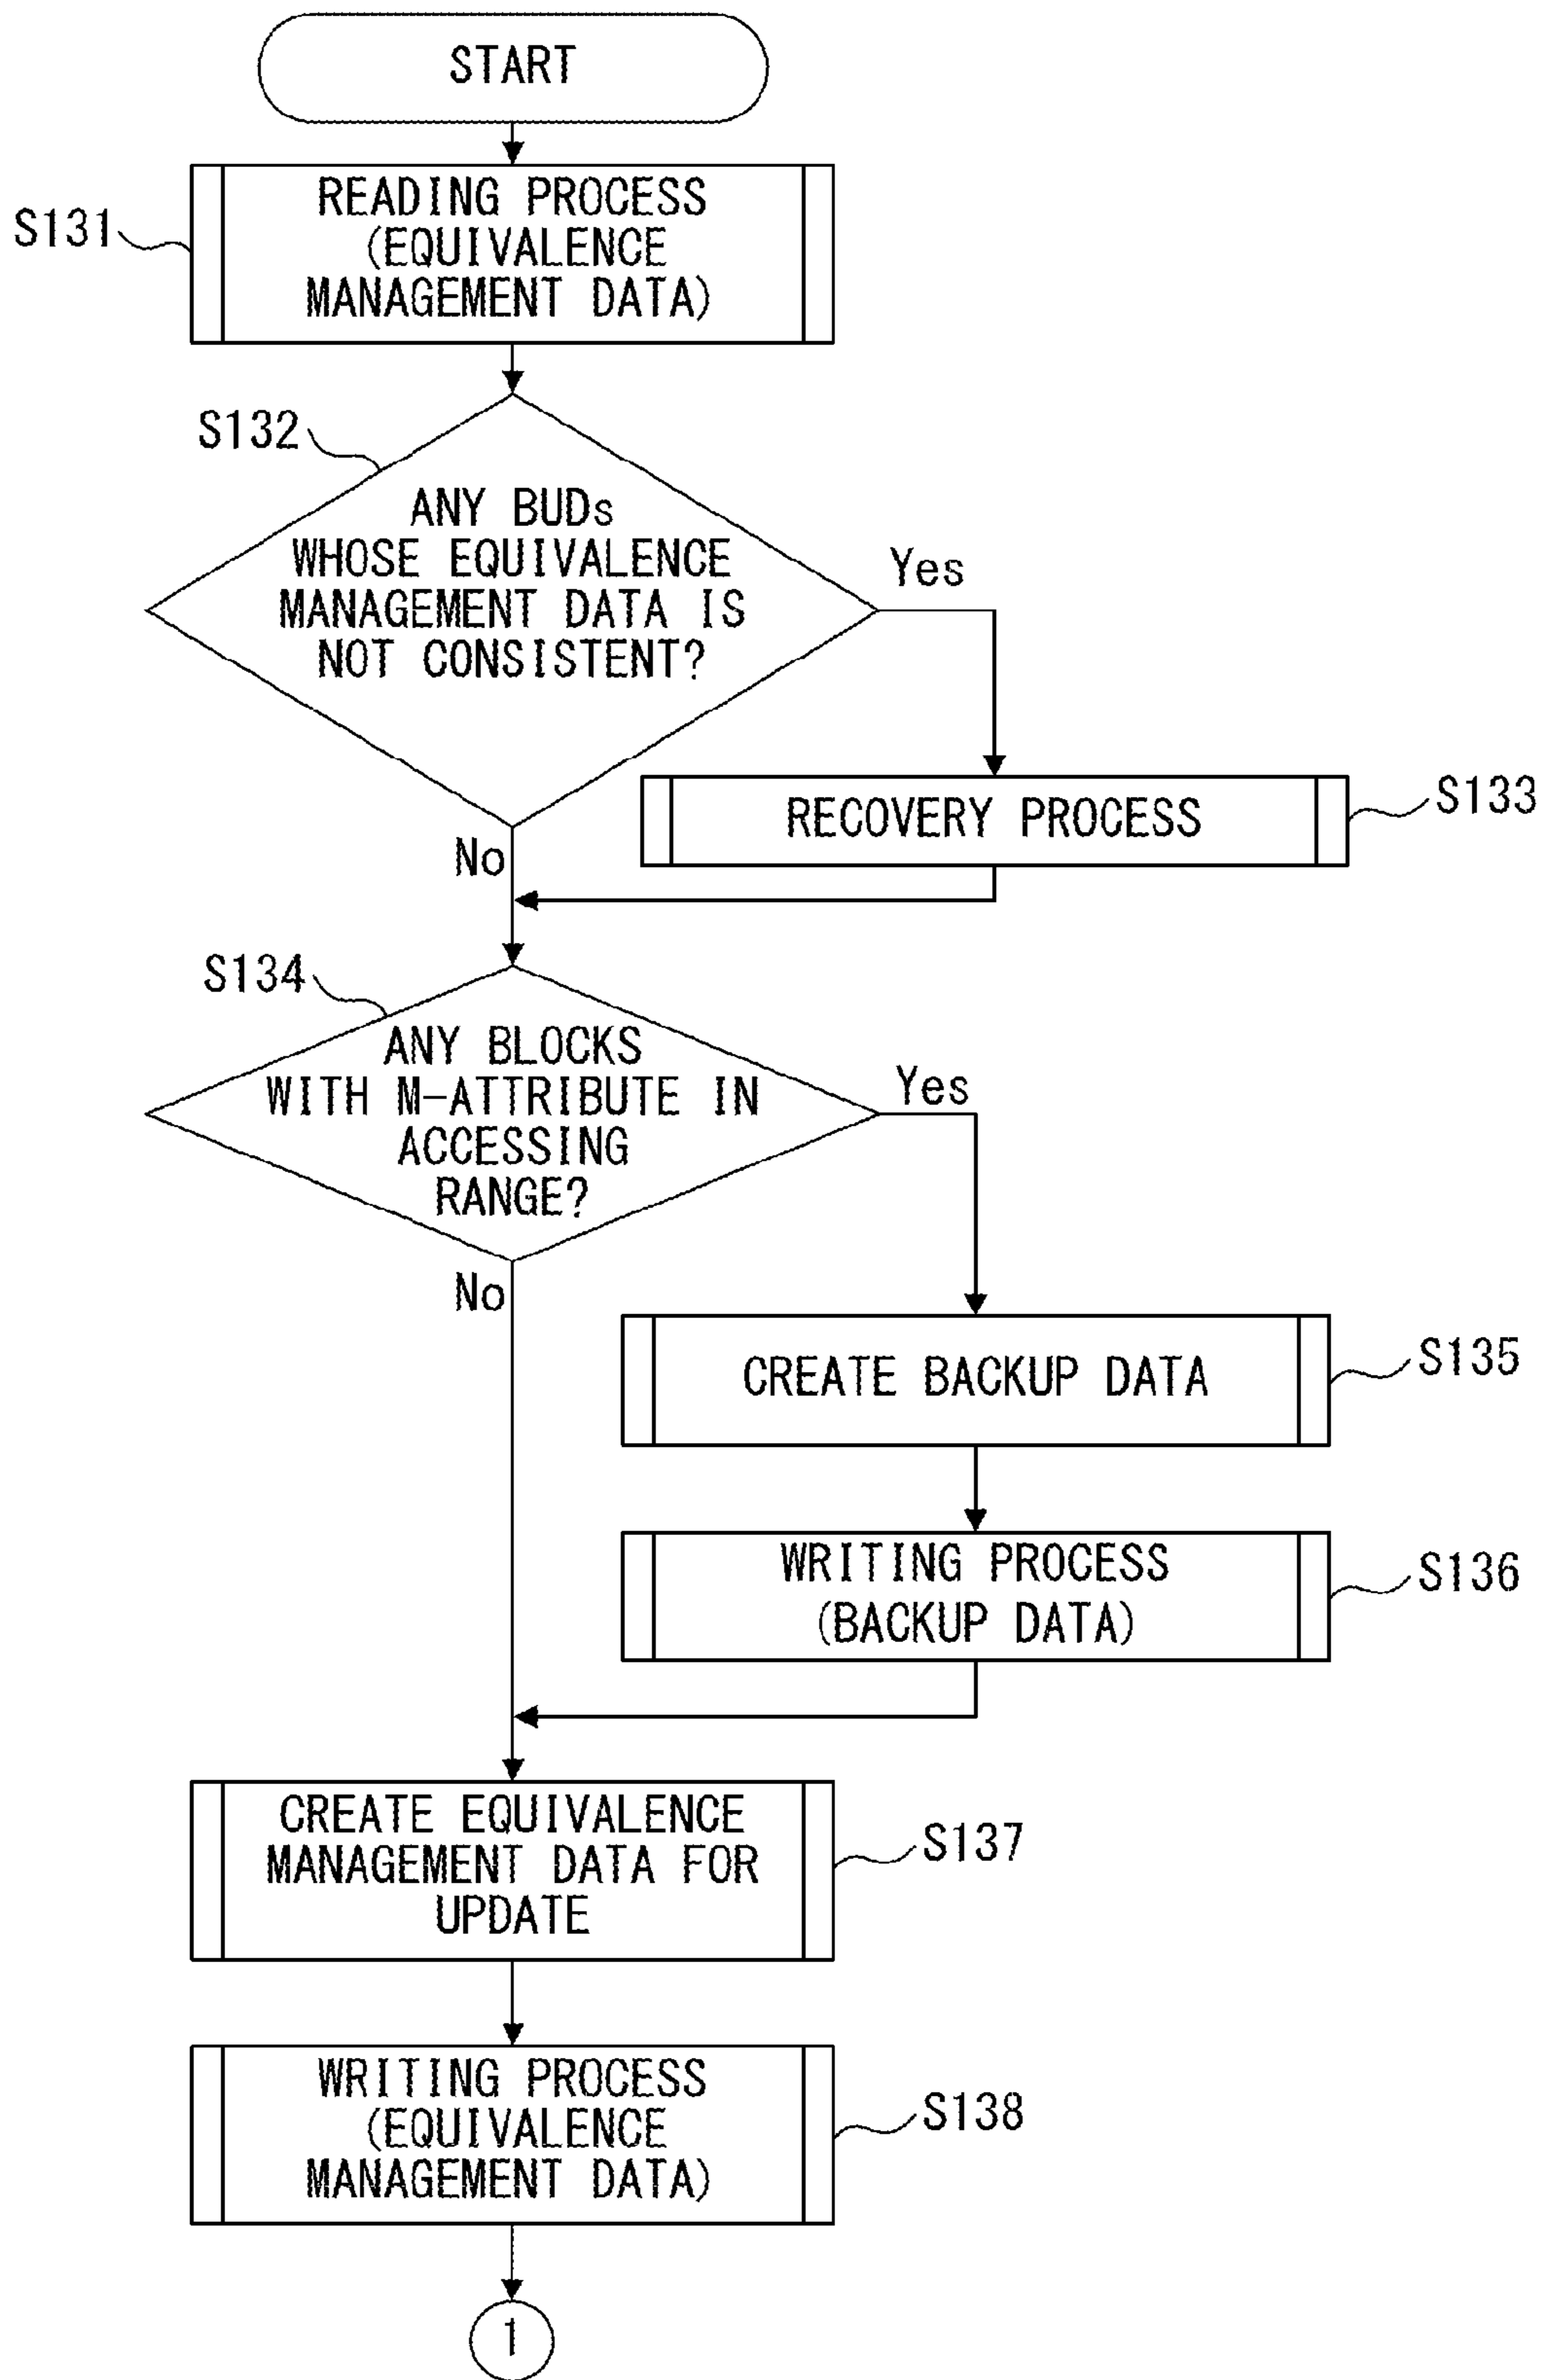 START
S131
READING PROCESS
(EQUIVALENCE
MANAGEMENT DATA)
S132
ANY BUDs
WHOSE EQUIVALENCE
MANAGEMENT DATA IS
NOT CONSISTENT?
Yes
S133
RECOVERY PROCESS
No
S134
ANY BLOCKS
WITH M-ATTRIBUTE IN
ACCESSING
RANGE?
Yes
No
CREATE BACKUP DATA
S135
WRITING PROCESS
(BACKUP DATA)
S136
CREATE EQUIVALENCE
MANAGEMENT DATA FOR
UPDATE
S137
WRITING PROCESS
(EQUIVALENCE
MANAGEMENT DATA)
S138
1